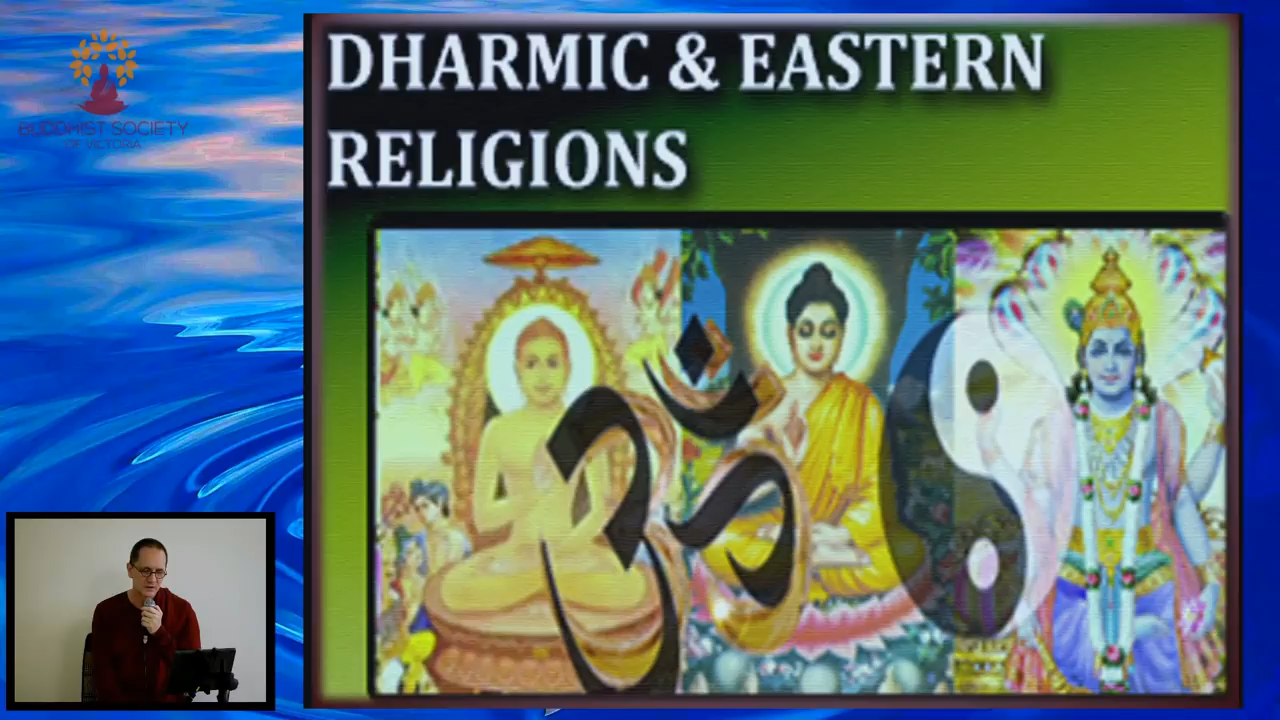 DHARMIC & EASTERN
RELIGIONS
BUDDHIST SOCIETY
OF VICTORIA
ॐ